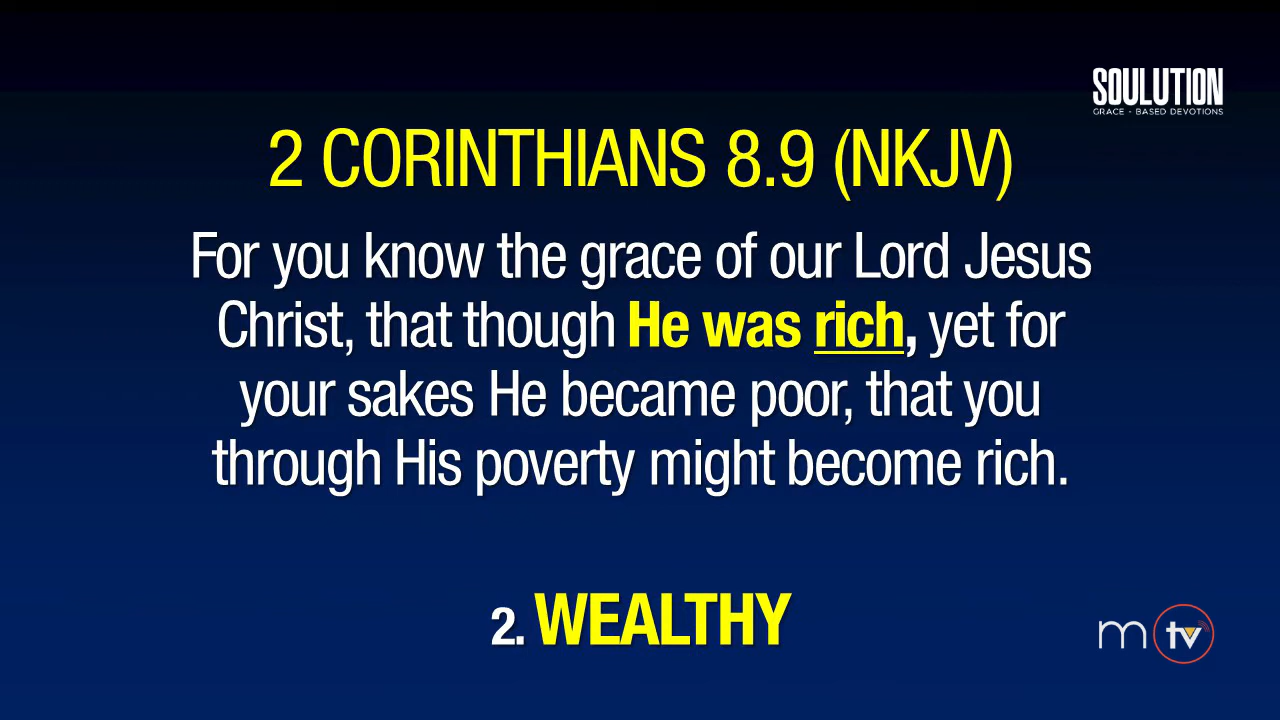 SOULUTION
GRACE - BASED DEVOTIONS
2 CORINTHIANS 8.9 (NKJV)
For you know the grace of our Lord Jesus
Christ, that though He was rich, yet for
your sakes He became poor, that you
through His poverty might become rich.
2. WEALTHY
m tv